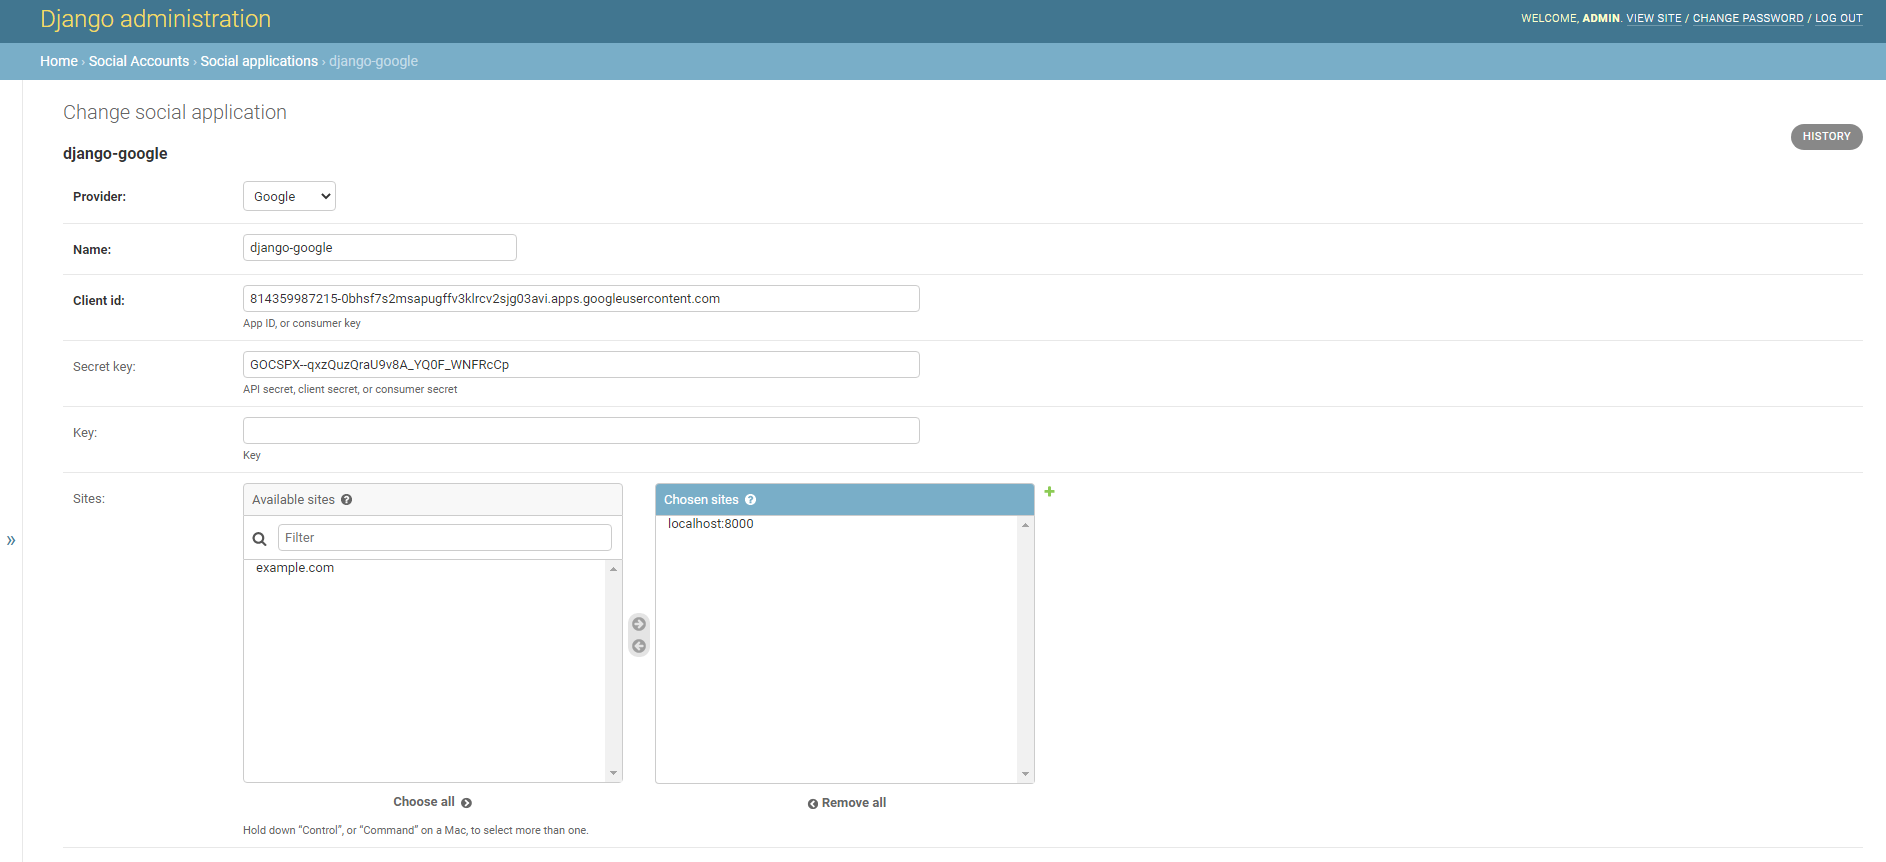 Django administration
WELCOME, ADMIN. VIEW SITE / CHANGE PASSWORD / LOG OUT
Home › Social Accounts › Social applications › django-google
Change social application
HISTORY
django-google
Provider:
Google
Name:
django-google
Client id:
814359987215-0bhsf7s2msapugffv3klrcv2sjg03avi.apps.googleusercontent.com
App ID, or consumer key
Secret key:
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
API secret, client secret, or consumer secret
Key:
Key
Sites:
Available sites
Filter
example.com
Choose all
Chosen sites
localhost:8000
Remove all
Hold down “Control”, or “Command” on a Mac, to select more than one.